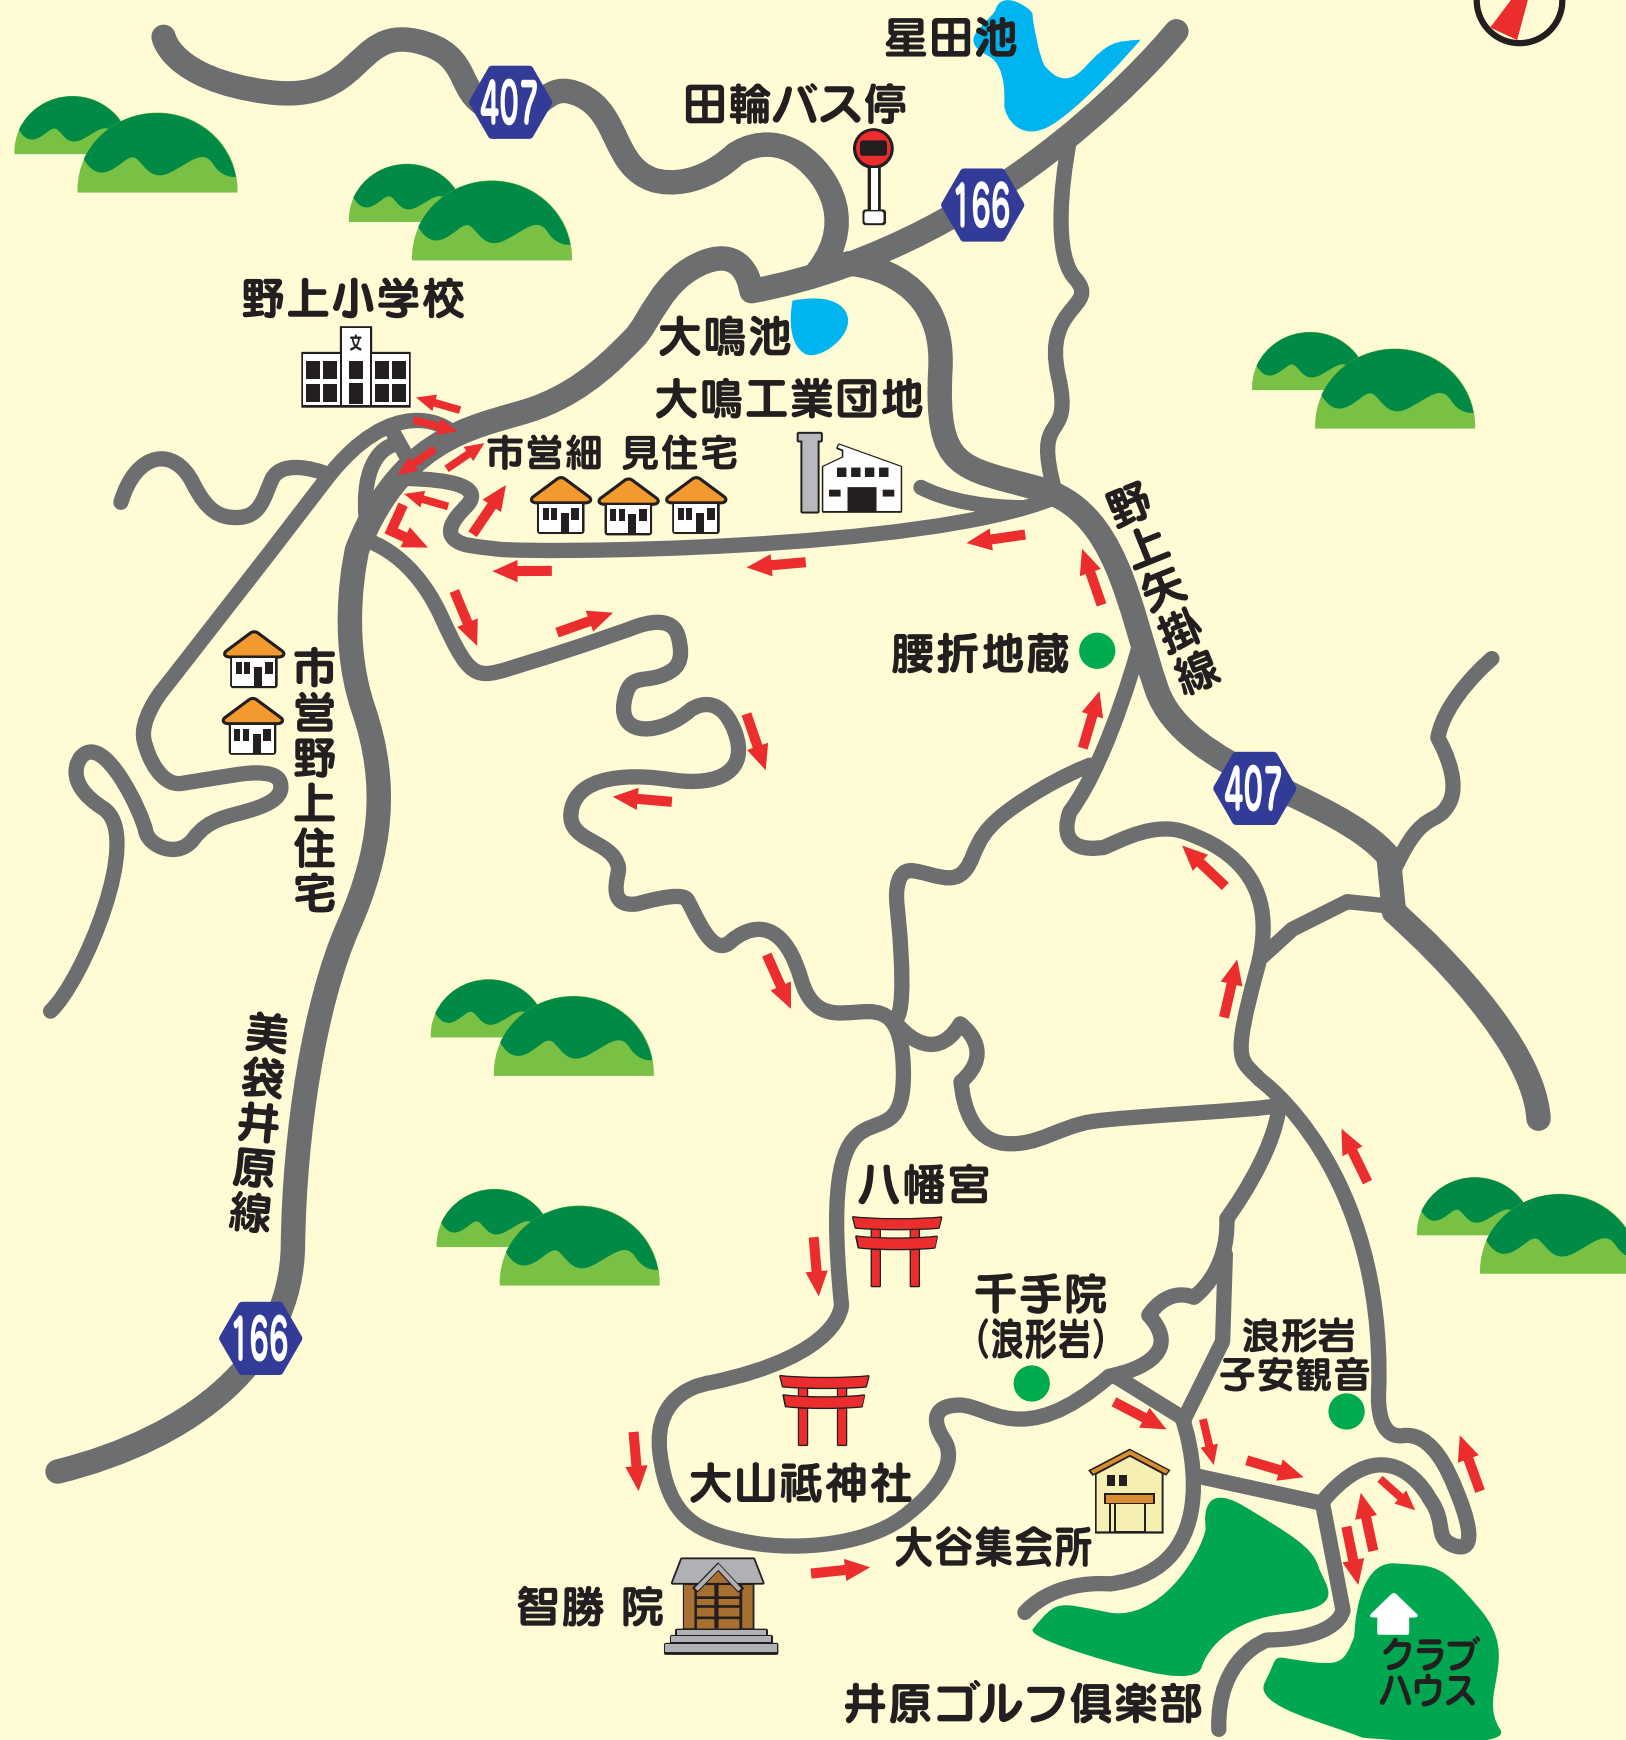 星田池
407
田輪バス停
166
野上小学校
文
大鳴池
大鳴工業団地
市営細 見住宅
野上矢掛線
腰折地蔵
市営野上住宅
407
美袋井原線
八幡宮
千手院
(浪形岩)
浪形岩
子安観音
166
大山祗神社
大谷集会所
智勝 院
クラブ
ハウス
井原ゴルフ倶楽部